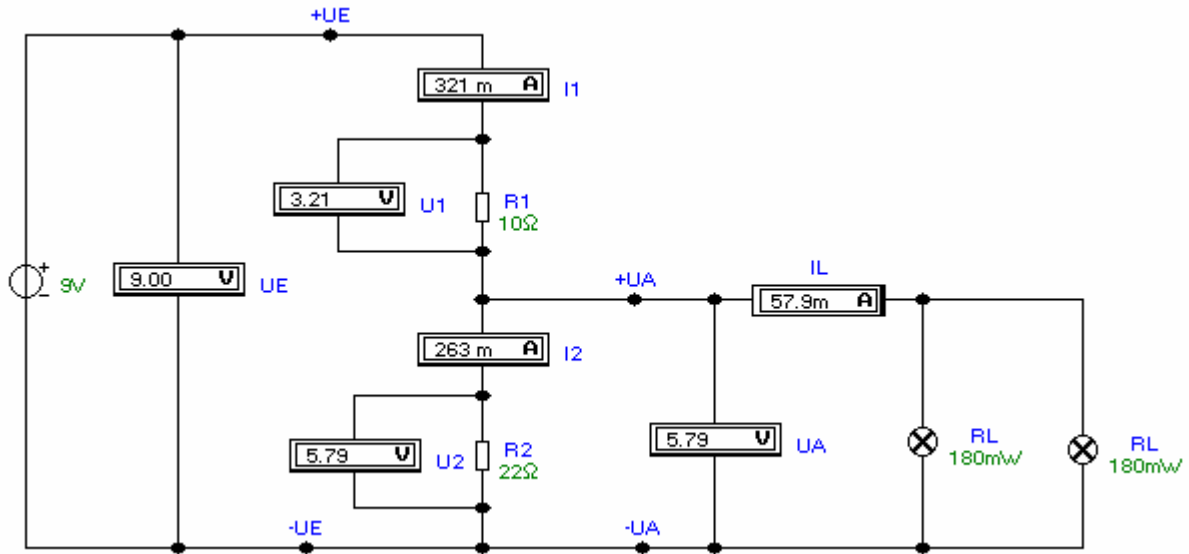 +UE
321 m A
I1
3.21 V
U1
R1
10Ω
9V
9.00 V
UE
+UA
IL
57.9m A
263 m A
I2
5.79 V
U2
R2
22Ω
5.79 V
UA
RL
180mW
RL
180mW
-UE
-UA
+
-